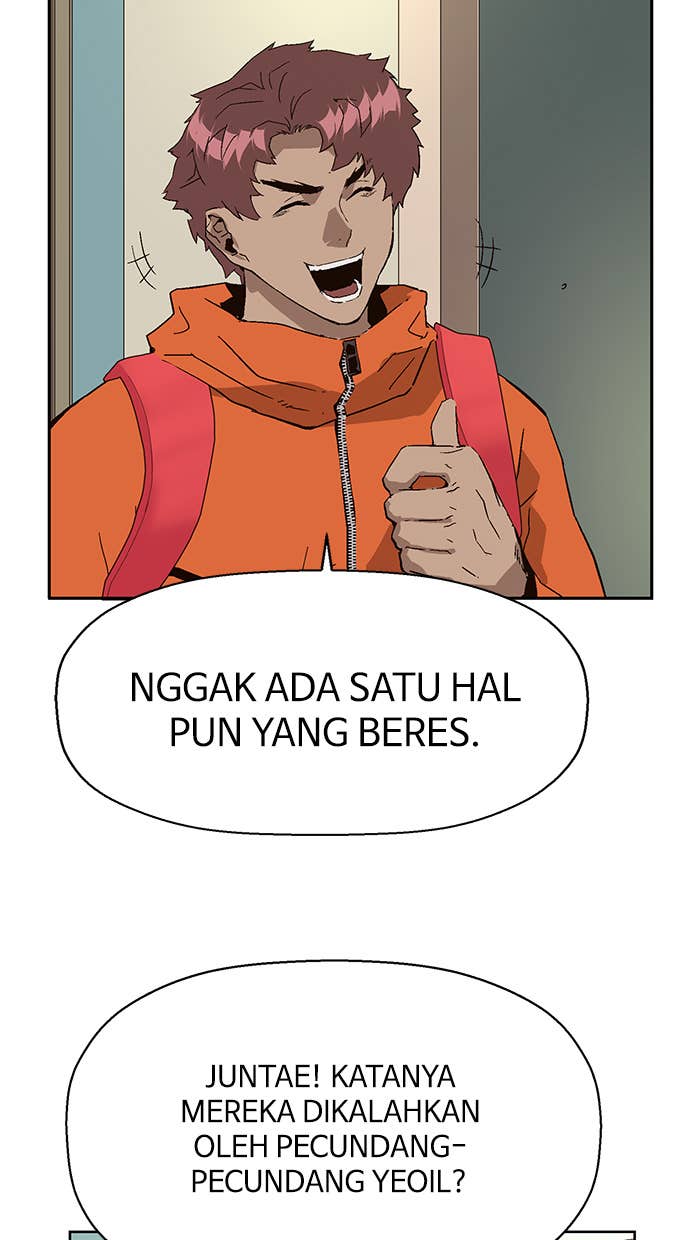 NGGAK ADA SATU HAL
PUN YANG BERES.
JUNTAE! KATANYA
MEREKA DIKALAHKAN
OLEH PECUNDANG-
PECUNDANG YEOIL?